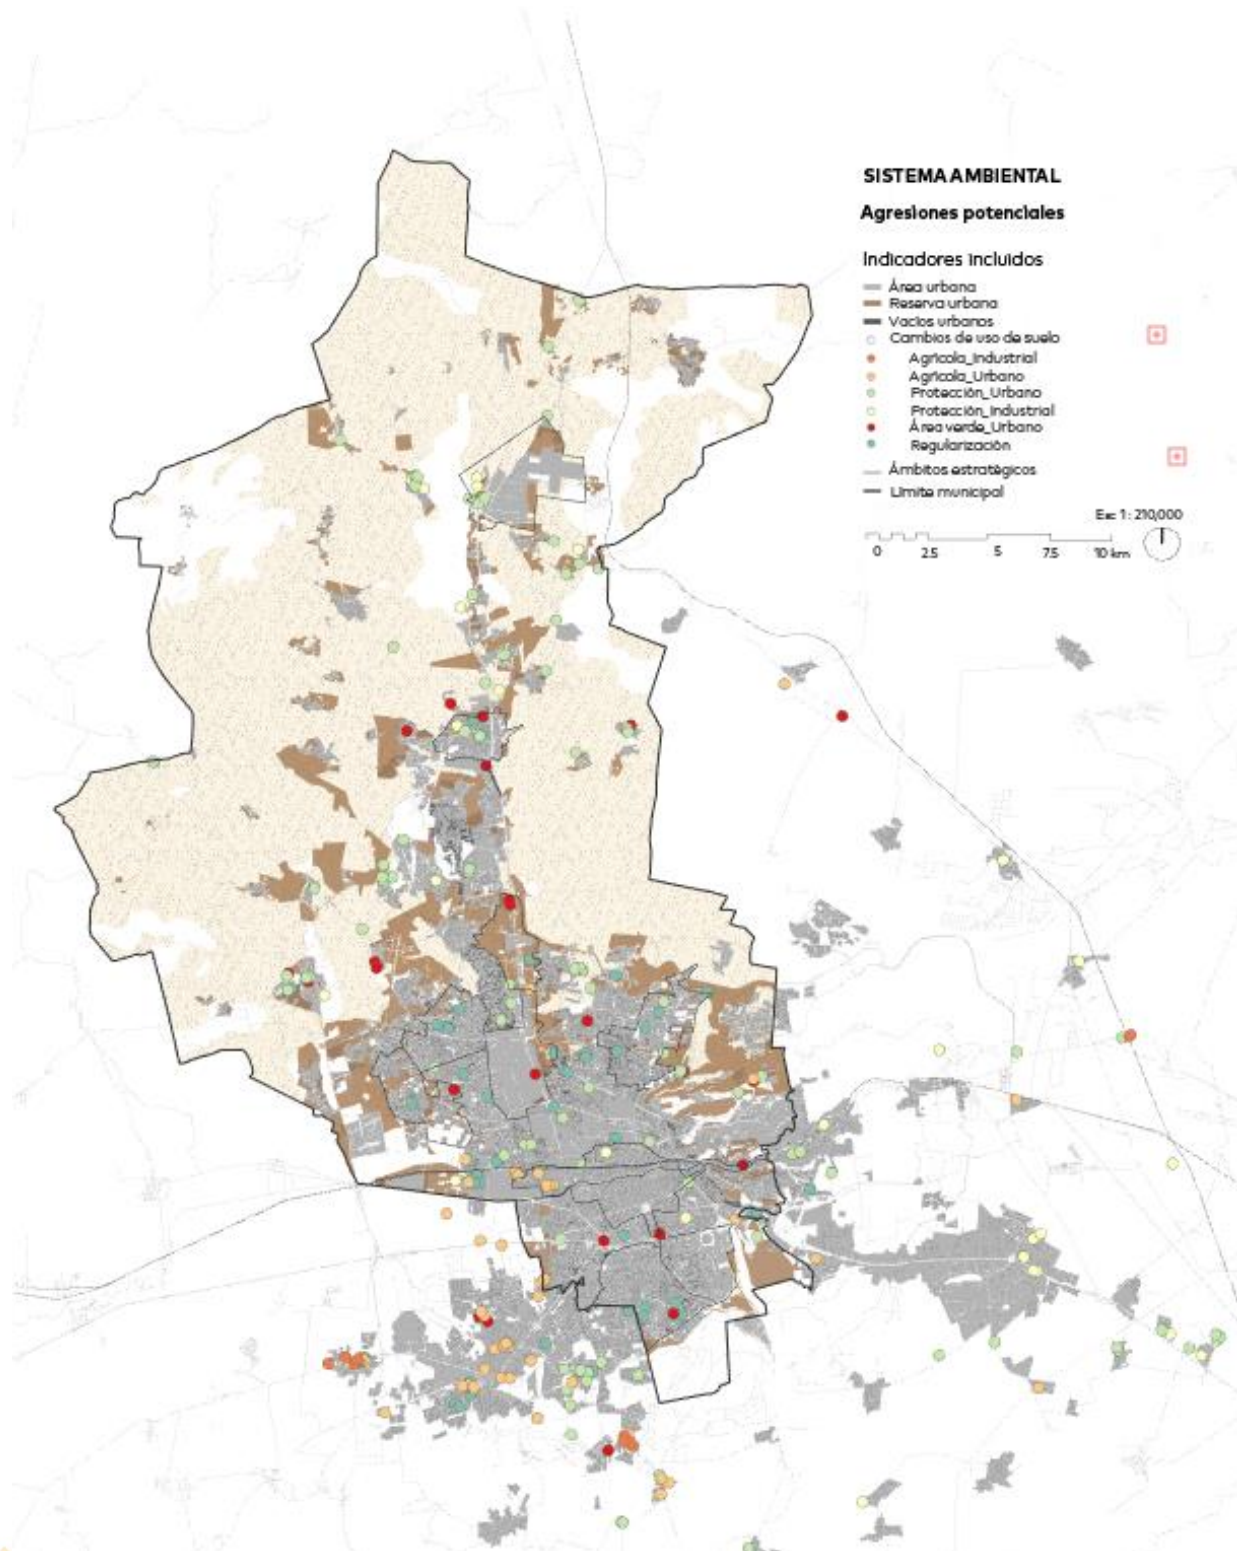 SISTEMA AMBIENTAL
Agresiones potenciales
Indicadores incluidos
Área urbana
Reserva urbana
Vacíos urbanos
Cambios de uso de suelo
Agrícola_Industrial
Agrícola_Urbano
Protección_Urbano
Protección_Industrial
Área verde_Urbano
Regularización
Ámbitos estratégicos
Límite municipal
Esc 1: 210,000
0 2.5 5 7.5 10 km